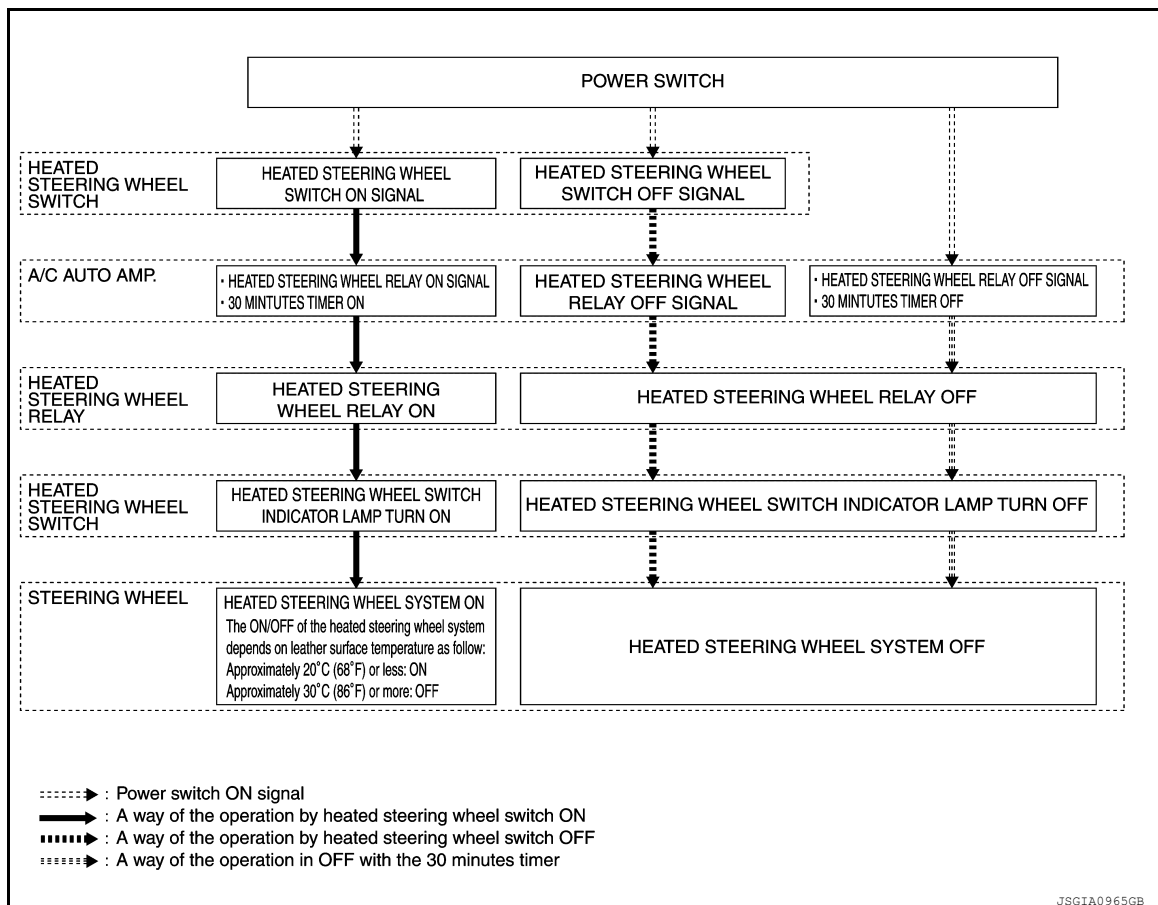 POWER SWITCH
HEATED
STEERING WHEEL
SWITCH
HEATED STEERING WHEEL
SWITCH ON SIGNAL
HEATED STEERING WHEEL
SWITCH OFF SIGNAL
A/C AUTO AMP.
· HEATED STEERING WHEEL RELAY ON SIGNAL
· 30 MINTUTES TIMER ON
HEATED STEERING WHEEL
RELAY OFF SIGNAL
· HEATED STEERING WHEEL RELAY OFF SIGNAL
· 30 MINTUTES TIMER OFF
HEATED
STEERING WHEEL
RELAY
HEATED STEERING
WHEEL RELAY ON
HEATED STEERING WHEEL RELAY OFF
HEATED
STEERING WHEEL
SWITCH
HEATED STEERING WHEEL SWITCH
INDICATOR LAMP TURN ON
HEATED STEERING WHEEL SWITCH INDICATOR LAMP TURN OFF
STEERING WHEEL
HEATED STEERING WHEEL SYSTEM ON
The ON/OFF of the heated steering wheel system
depends on leather surface temperature as follow:
Approximately 20˚C (68˚F) or less: ON
Approximately 30˚C (86˚F) or more: OFF
HEATED STEERING WHEEL SYSTEM OFF
: Power switch ON signal
: A way of the operation by heated steering wheel switch ON
: A way of the operation by heated steering wheel switch OFF
: A way of the operation in OFF with the 30 minutes timer
JSGIA0965GB